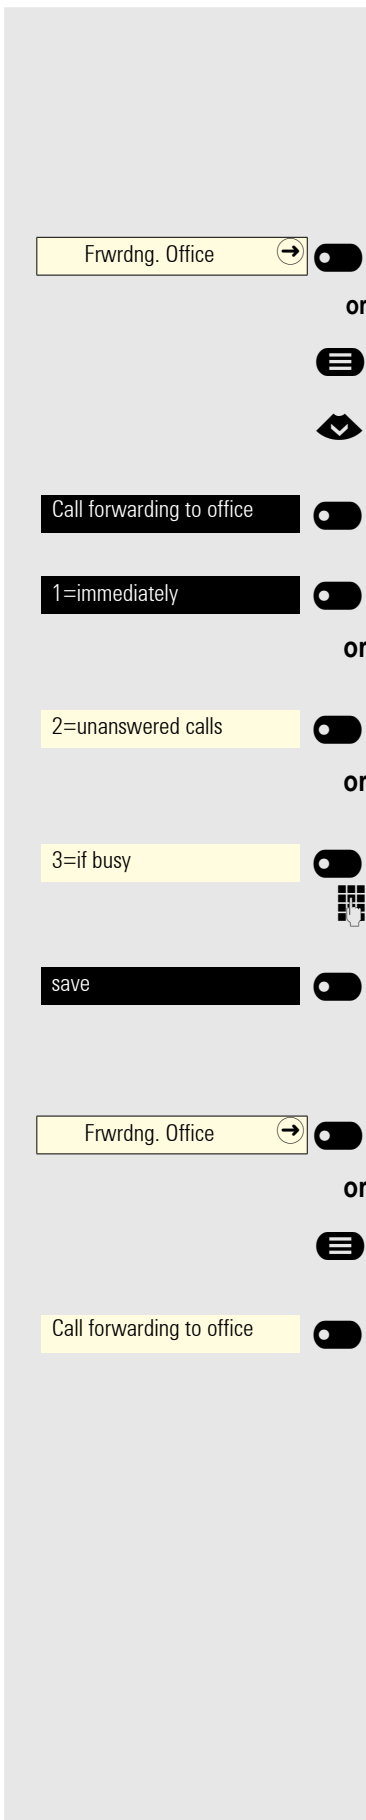 Frwrdng. Office
or
Call forwarding to office
1=immediately
or
2=unanswered calls
or
3=if busy
save
Frwrdng. Office
or
Call forwarding to office